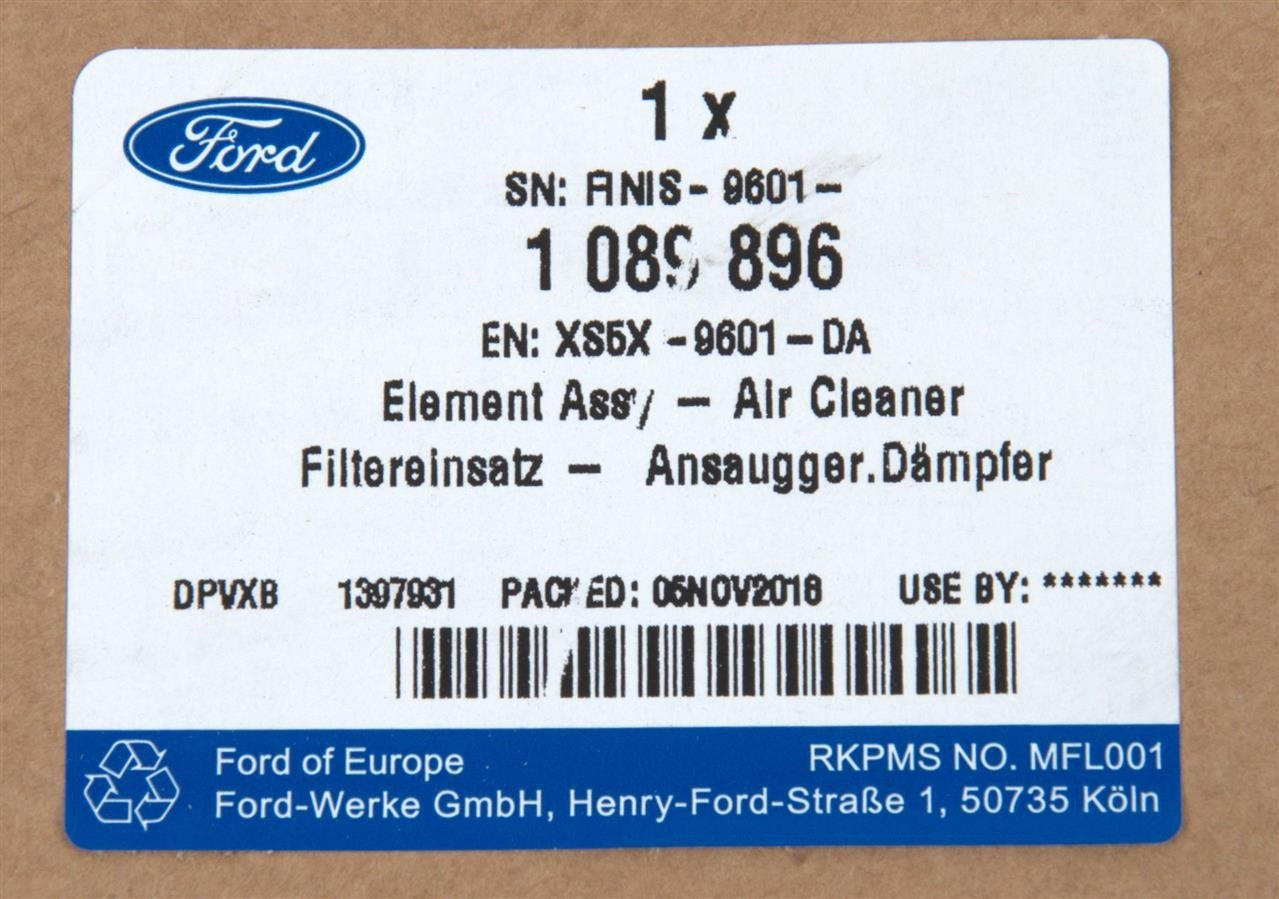 Ford
1 x
SN: FINIS- 9601-
1 089 896
EN: XS5X -9601-DA
Element Assy - Air Cleaner
Filtereinsatz - Ansaugger.Dämpfer
DPVXB 1397931 PACKED: 05NOV2018 USE BY: *******
Ford of Europe RKPMS NO. MFL001
Ford-Werke GmbH, Henry-Ford-Straße 1, 50735 Köln